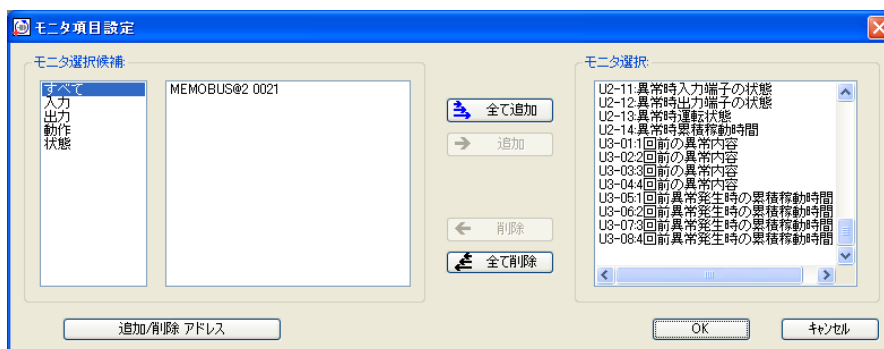 モニタ項目設定
モニタ選択候補:
すべて
入力
出力
動作
状態
MEMOBUS@2 0021
全て追加
追加
削除
全て削除
モニタ選択:
U2-11:異常時入力端子の状態
U2-12:異常時出力端子の状態
U2-13:異常時運転状態
U2-14:異常時累積稼動時間
U3-01:1回前の異常内容
U3-02:2回前の異常内容
U3-03:3回前の異常内容
U3-04:4回前の異常内容
U3-05:1回前異常発生時の累積稼動時間
U3-06:2回前異常発生時の累積稼動時間
U3-07:3回前異常発生時の累積稼動時間
U3-08:4回前異常発生時の累積稼動時間
追加/削除 アドレス
OK
キャンセル